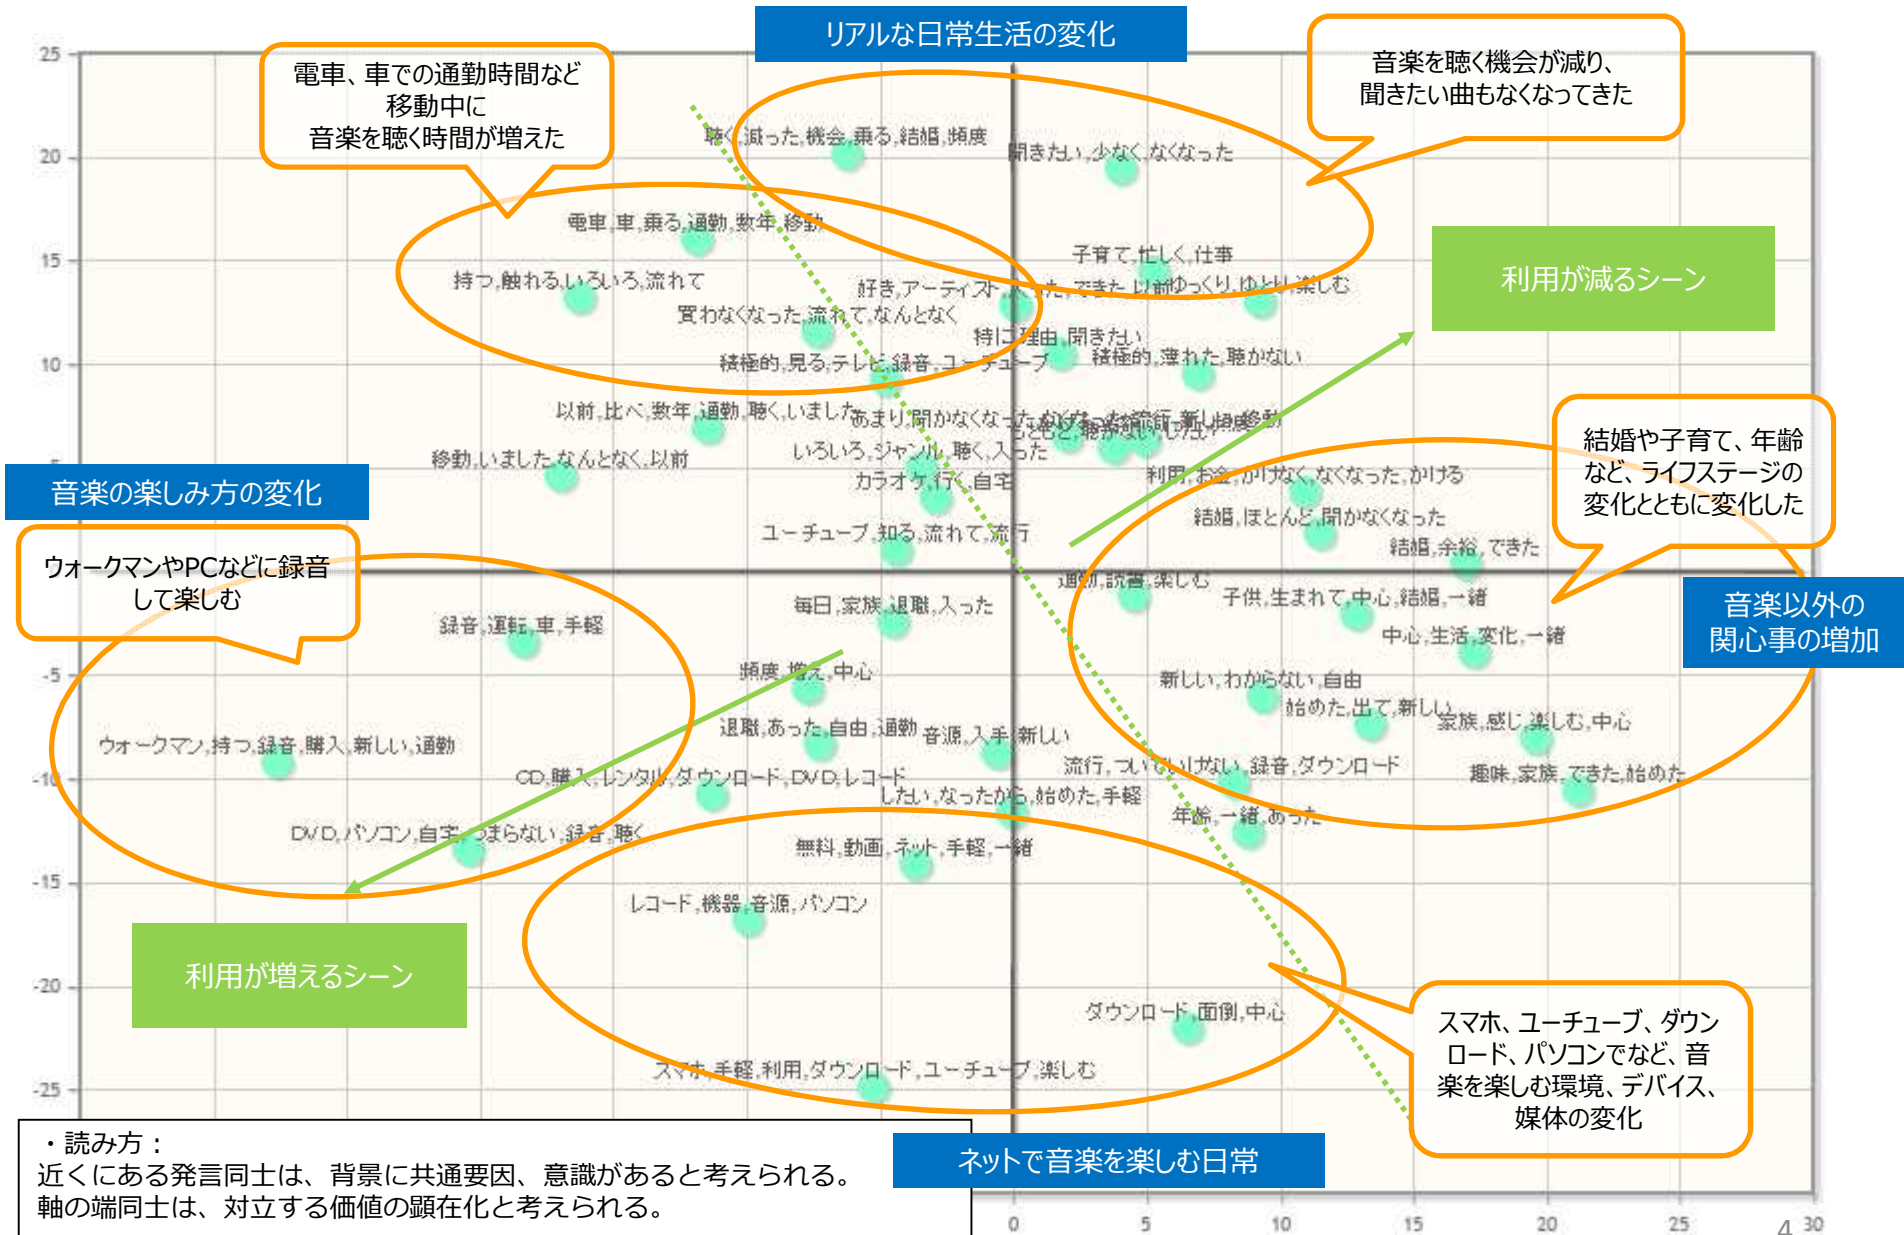 リアルな日常生活の変化
25
電車、車での通勤時間など
移動中に
音楽を聴く時間が増えた
音楽を聴く機会が減り、
聞きたい曲もなくなってきた
聴く,減った,機会,乗る,結婚,頻度
20
聞きたい,少なく,なくなった
電車,車,乗る,通勤,数年,移動
15
子育て,忙しく,仕事
利用が減るシーン
持つ,触れる,いろいろ,流れて
好き,アーティスト,入った,できた,以前
ゆっくり,ゆとり,楽しむ
買わなくなった,流れて,なんとなく
特に,理由,聞きたい
10
積極的,見る,テレビ,録音,ユーチューブ
積極的,薄れた,聴かない
以前,比べ,数年,通勤,聴く,いました
あまり,聞かなくなった
流行,新しい,移動
いろいろ,ジャンル,聴く,入った
移動,いました,なんとなく,以前
カラオケ,行く,自宅
利用,お金,かけなく,なくなった,かける
結婚や子育て、年齢
など、ライフステージの
変化とともに変化した
音楽の楽しみ方の変化
結婚,ほとんど,聞かなくなった
ユーチューブ,知る,流れて,流行
結婚,余裕,できた
ウォークマンやPCなどに録音
して楽しむ
通勤,読書,楽しむ
子供,生まれて,中心,結婚,一緒
音楽以外の
関心事の増加
毎日,家族,退職,入った
録音,運転,車,手軽
中心,生活,変化,一緒
-5
頻度,増え,中心
新しい,わからない,自由
始めた,出て,新しい
家族,感じ,楽しむ,中心
退職,あった,自由,通勤
音源,入手,新しい
ウォークマン,持つ,録音,購入,新しい,通勤
流行,ついていけない,録音,ダウンロード
趣味,家族,できた,始めた
-10
CD,購入,レンタル,ダウンロード,DVD,レコード
したい,なったから,始めた,手軽
年齢,一緒,あった
DVD,パソコン,自宅,つまらない,録音,聴く
無料,動画,ネット,手軽,一緒
-15
レコード,機器,音源,パソコン
利用が増えるシーン
-20
ダウンロード,面倒,中心
スマホ、ユーチューブ、ダウン
ロード、パソコンでなど、音
楽を楽しむ環境、デバイス、
媒体の変化
スマホ,手軽,利用,ダウンロード,ユーチューブ,楽しむ
-25
・読み方：
近くにある発言同士は、背景に共通要因、意識があると考えられる。
軸の端同士は、対立する価値の顕在化と考えられる。
ネットで音楽を楽しむ日常
0 5 10 15 20 25 30
4